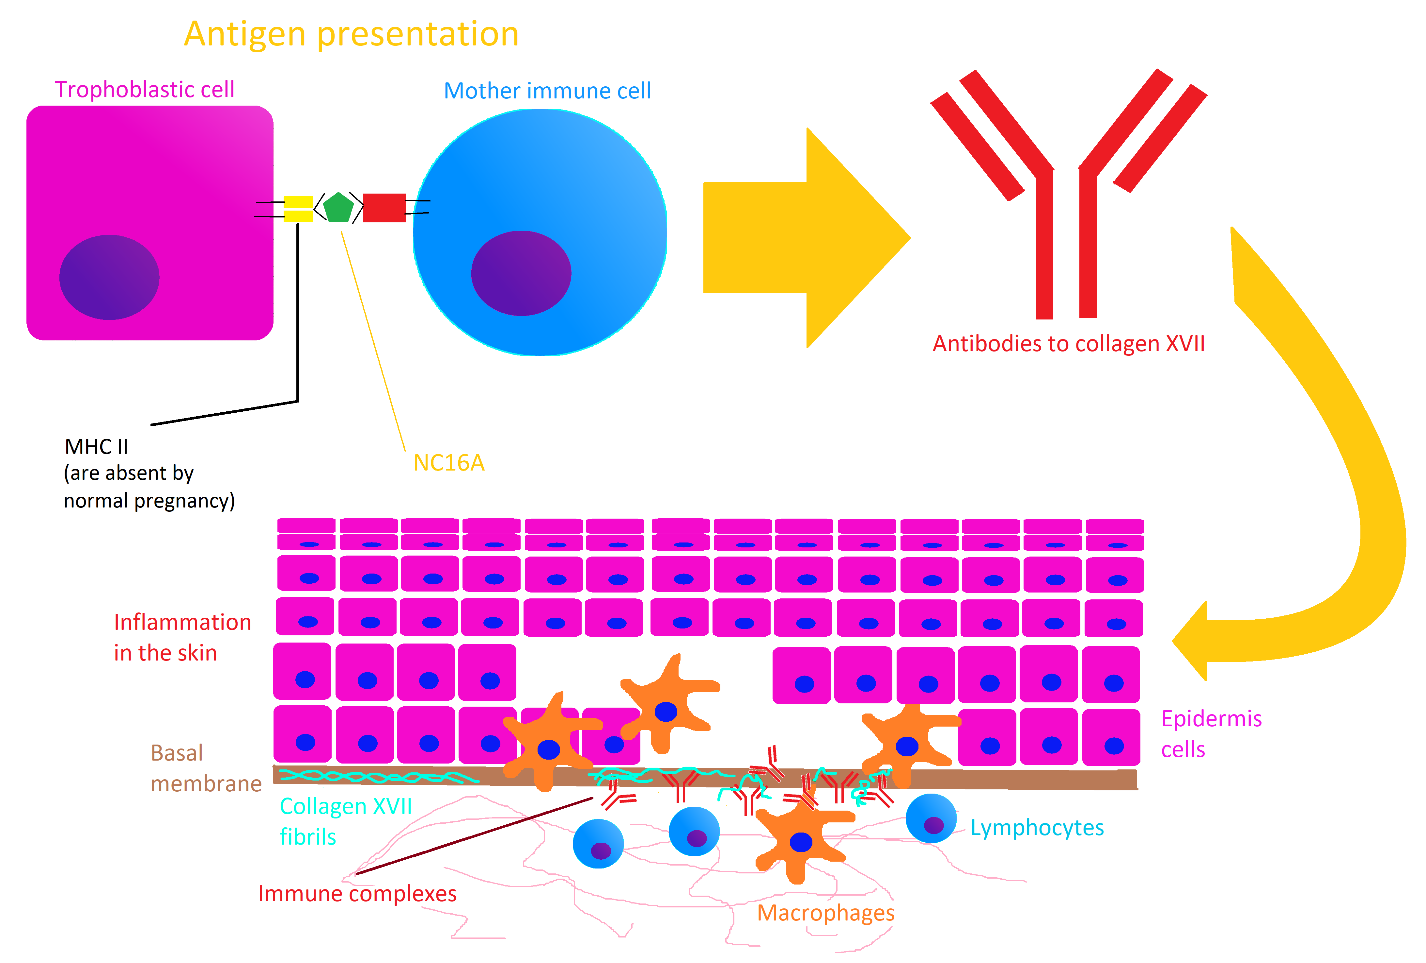 Antigen presentation
Trophoblastic cell
Mother immune cell
Antibodies to collagen XVII
MHC II
(are absent by
normal pregnancy)
NC16A
Inflammation
in the skin
Epidermis
cells
Basal
membrane
Collagen XVII
fibrils
Lymphocytes
Immune complexes
Macrophages